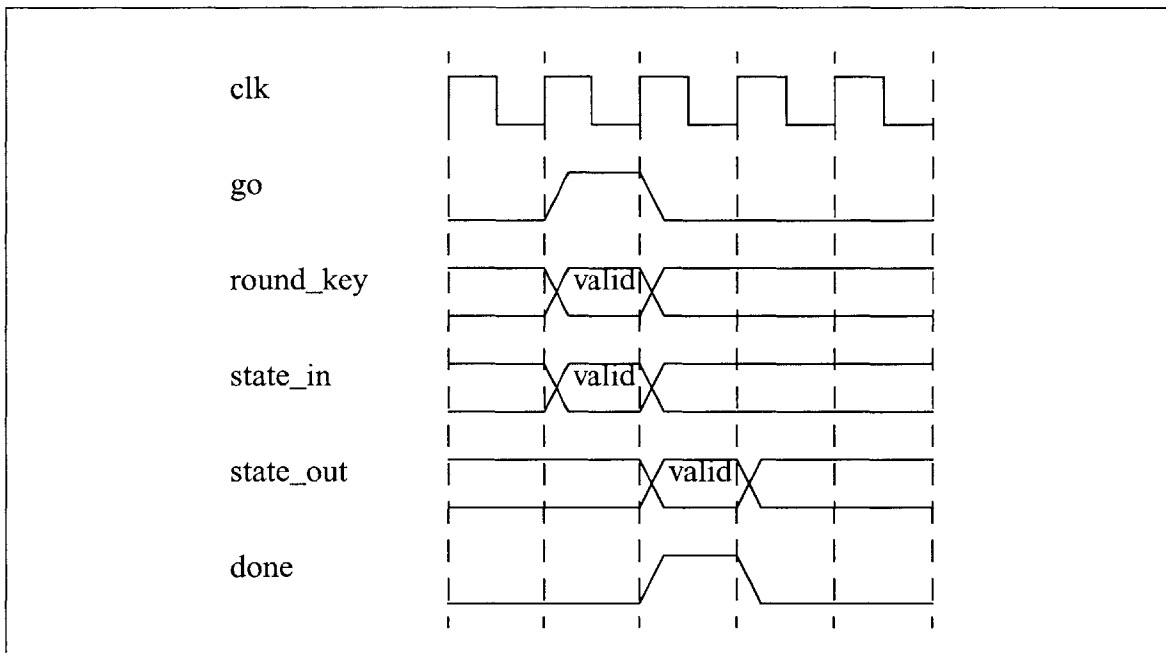 clk
go
round_key valid
state_in valid
state_out valid
done